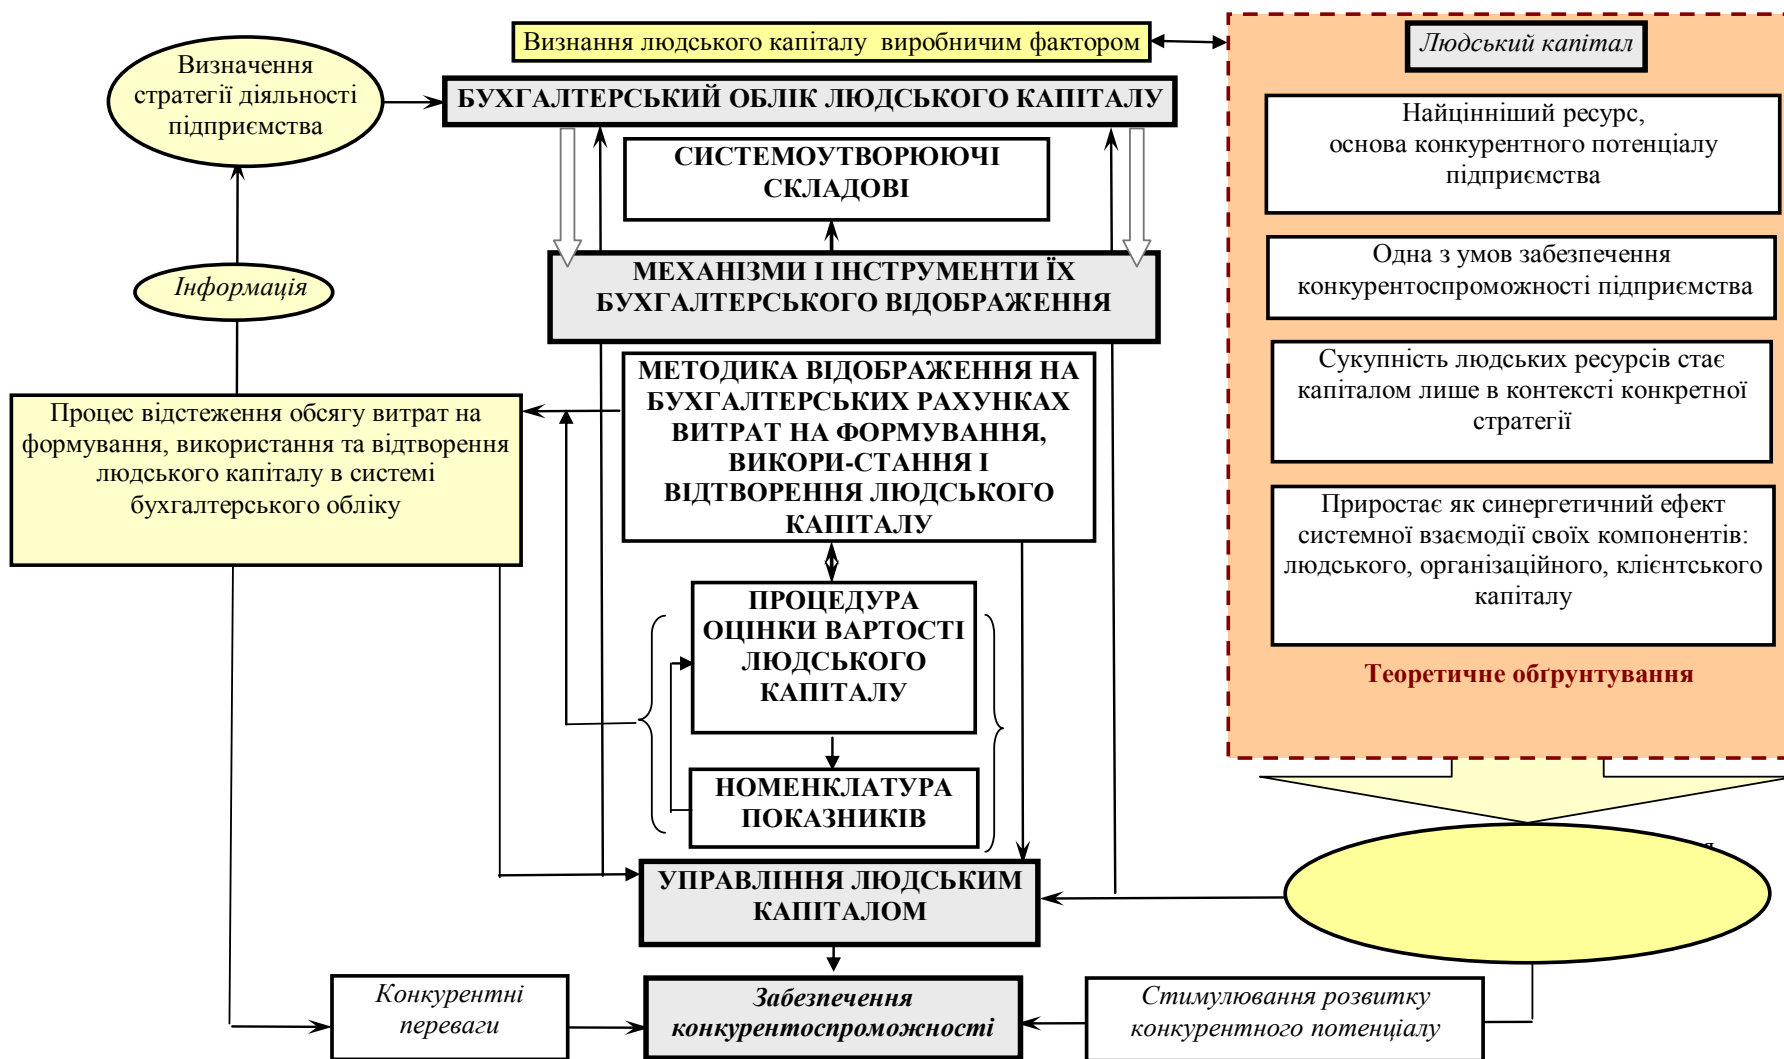 Визнання людського капіталу виробничим фактором
Людський капітал
Визначення
стратегії діяльності
підприємства
БУХГАЛТЕРСЬКИЙ ОБЛІК ЛЮДСЬКОГО КАПІТАЛУ
Найцінніший ресурс,
основа конкурентного потенціалу
підприємства
СИСТЕМОУТВОРЮЮЧІ
СКЛАДОВІ
Одна з умов забезпечення
конкурентоспроможності підприємства
МЕХАНІЗМИ І ІНСТРУМЕНТИ ЇХ
БУХГАЛТЕРСЬКОГО ВІДОБРАЖЕННЯ
Інформація
Сукупність людських ресурсів стає
капіталом лише в контексті конкретної
стратегії
МЕТОДИКА ВІДОБРАЖЕННЯ НА
БУХГАЛТЕРСЬКИХ РАХУНКАХ
ВИТРАТ НА ФОРМУВАННЯ,
ВИКОРИ-СТАННЯ І
ВІДТВОРЕННЯ ЛЮДСЬКОГО
КАПІТАЛУ
Процес відстеження обсягу витрат на
формування, використання та відтворення
людського капіталу в системі
бухгалтерського обліку
Приростає як синергетичний ефект
системної взаємодії своїх компонентів:
людського, організаційного, клієнтського
капіталу
ПРОЦЕДУРА
ОЦІНКИ ВАРТОСТІ
ЛЮДСЬКОГО
КАПІТАЛУ
Теоретичне обґрунтування
НОМЕНКЛАТУРА
ПОКАЗНИКІВ
УПРАВЛІННЯ ЛЮДСЬКИМ
КАПІТАЛОМ
Конкурентні
переваги
Забезпечення
конкурентоспроможності
Стимулювання розвитку
конкурентного потенціалу